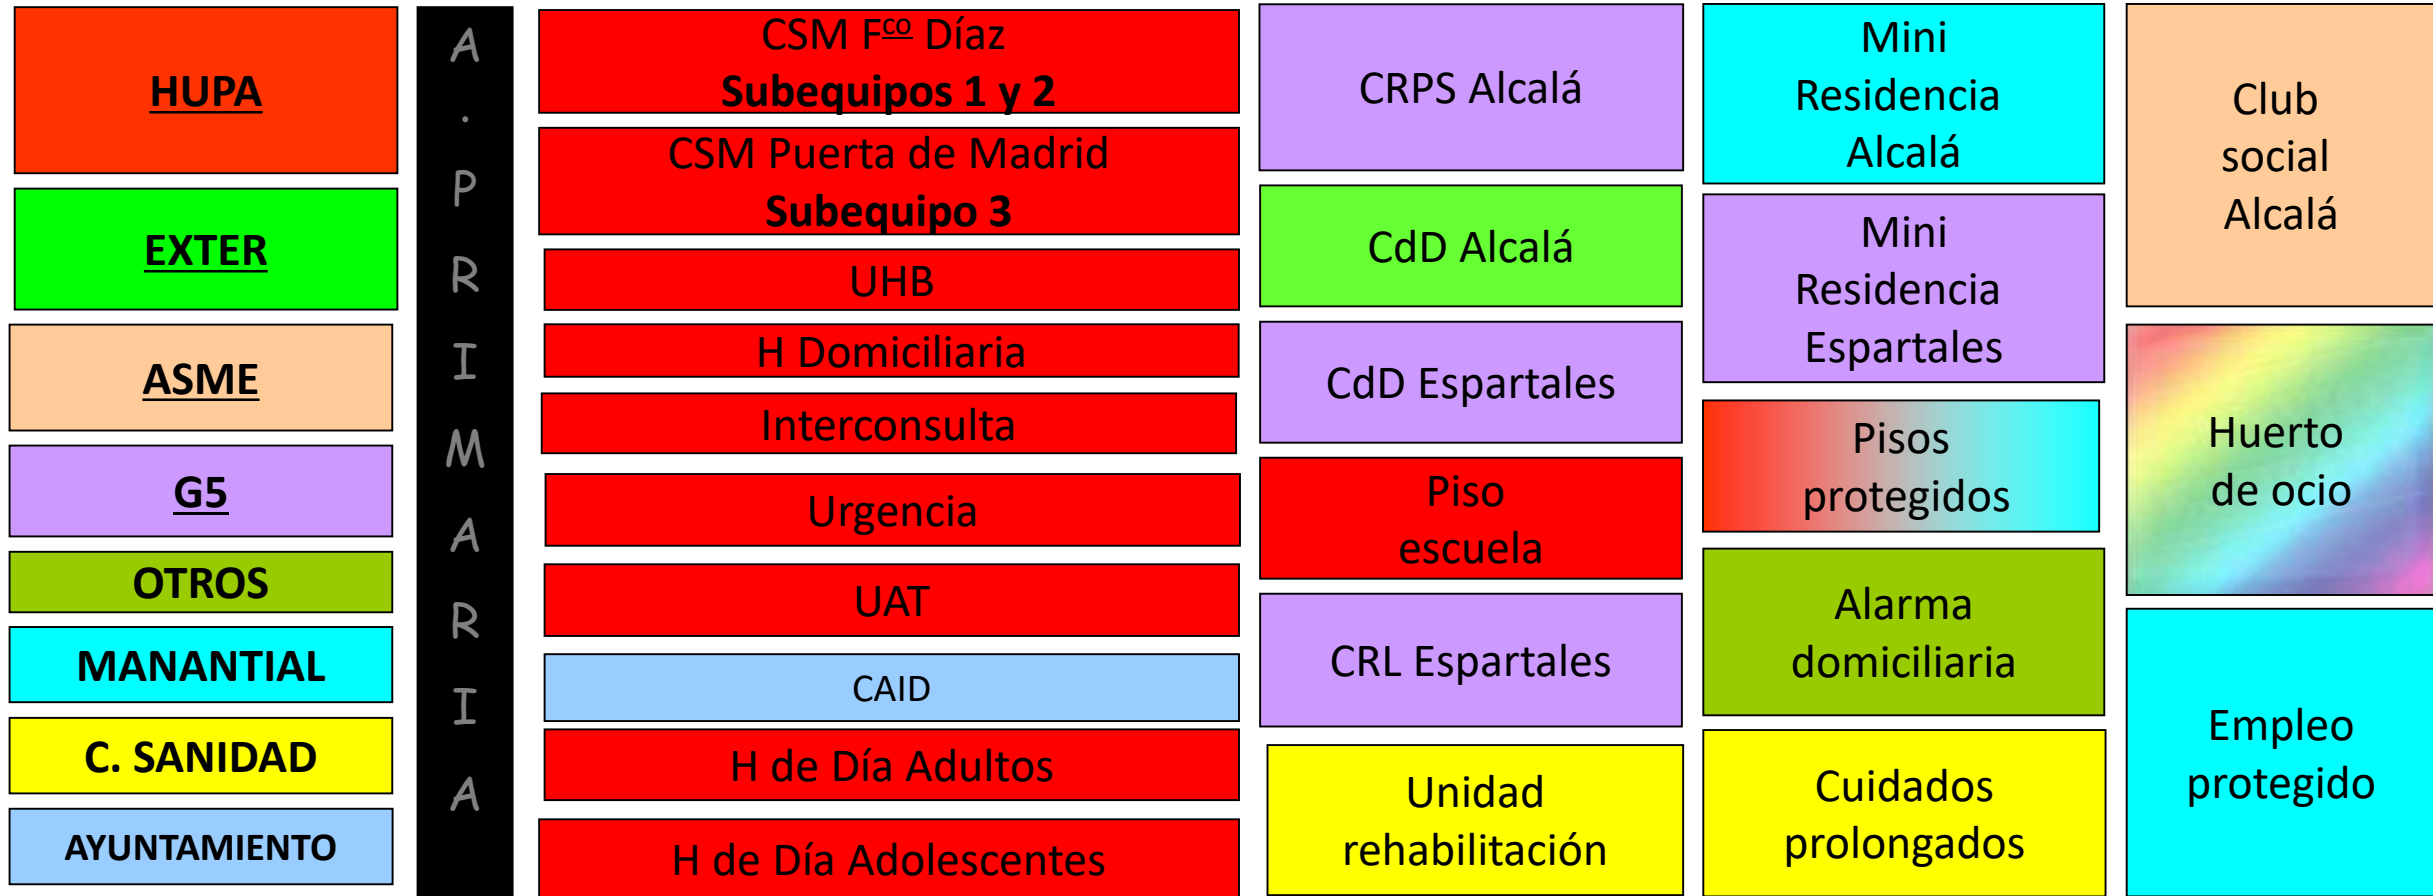 HUPA
EXTER
ASME
G5
OTROS
MANANTIAL
C. SANIDAD
AYUNTAMIENTO
A
.
P
R
I
M
A
R
I
A
CSM Fco Díaz
Subequipos 1 y 2
CSM Puerta de Madrid
Subequipo 3
UHB
H Domiciliaria
Interconsulta
Urgencia
UAT
CAID
H de Día Adultos
H de Día Adolescentes
CRPS Alcalá
CdD Alcalá
CdD Espartales
Piso
escuela
CRL Espartales
Unidad
rehabilitación
Mini
Residencia
Alcalá
Mini
Residencia
Espartales
Pisos
protegidos
Alarma
domiciliaria
Cuidados
prolongados
Club
social
Alcalá
Huerto
de ocio
Empleo
protegido